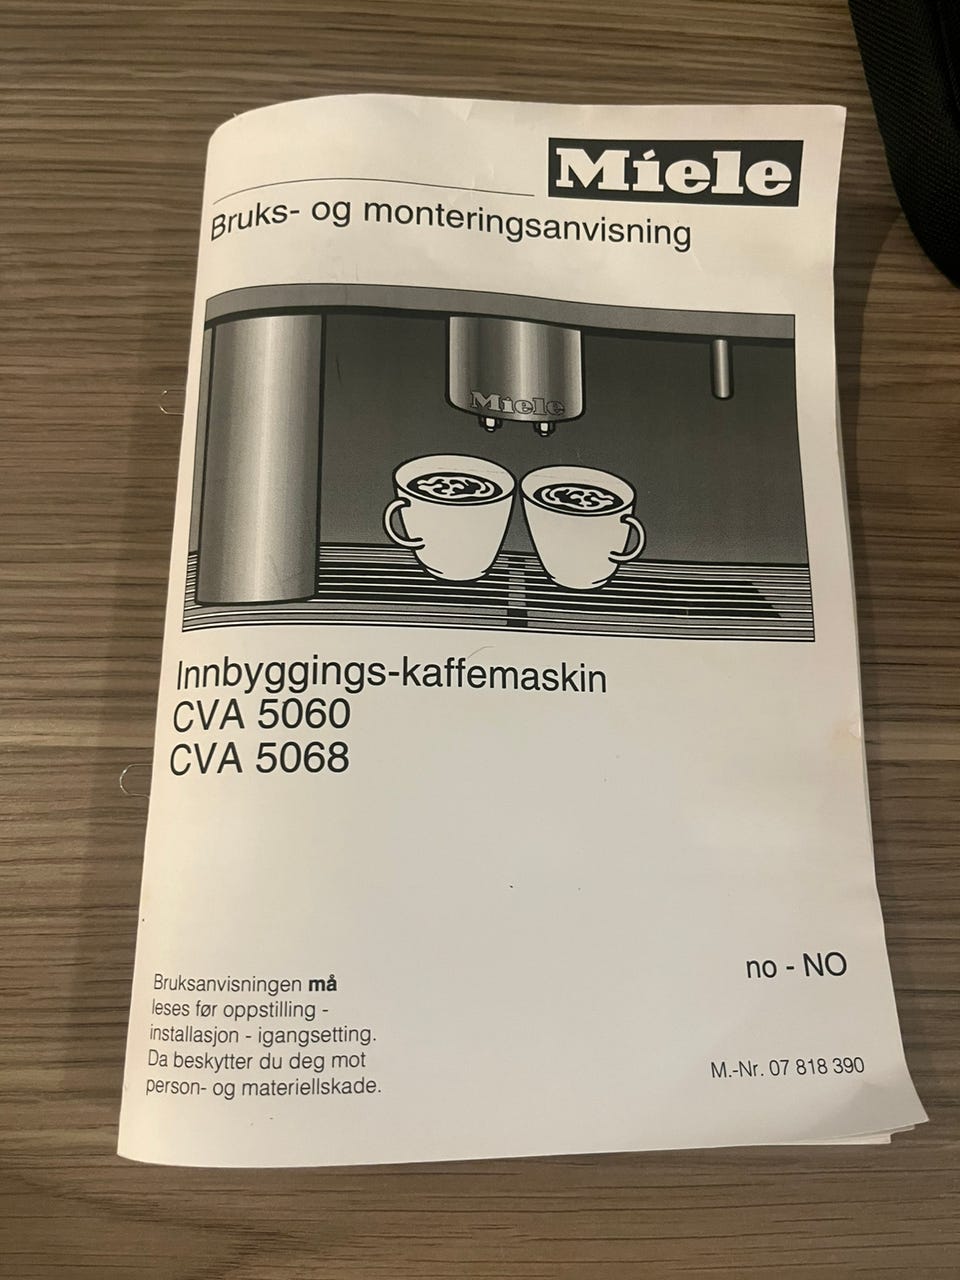 Miele
Bruks- og monteringsanvisning
Miele
Innbyggings-kaffemaskin
CVA 5060
CVA 5068
Bruksanvisningen må
leses før oppstilling -
installasjon - igangsetting.
Da beskytter du deg mot
person- og materiellskade.
no - NO
M.-Nr. 07 818 390